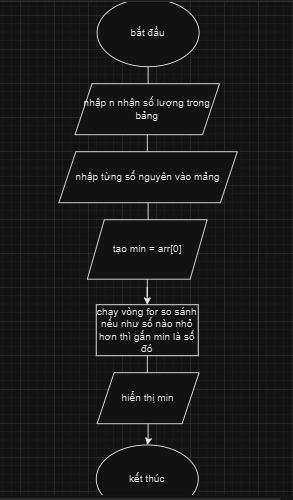 bắt đầu
nhập n nhận số lượng trong
bảng
nhập từng số nguyên vào mảng
tạo min = arr[0]
chạy vòng for so sánh
nếu như số nào nhỏ
hơn thì gắn min là số
đó
hiển thị min
kết thúc